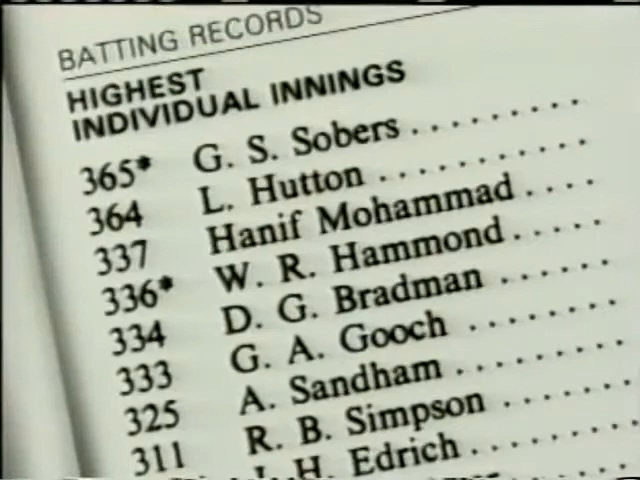 BATTING RECORDS
HIGHEST
INDIVIDUAL INNINGS
365* G. S. Sobers . . . . . . . . .
364 L. Hutton . . . . . . . . . . .
337 Hanif Mohammad . . . .
336* W. R. Hammond . . . . .
334 D. G. Bradman . . . . . .
333 G. A. Gooch . . . . . . . .
325 A. Sandham . . . . . . . . .
311 R. B. Simpson . . . . . . .
J. H. Edrich . . . . . . . . .